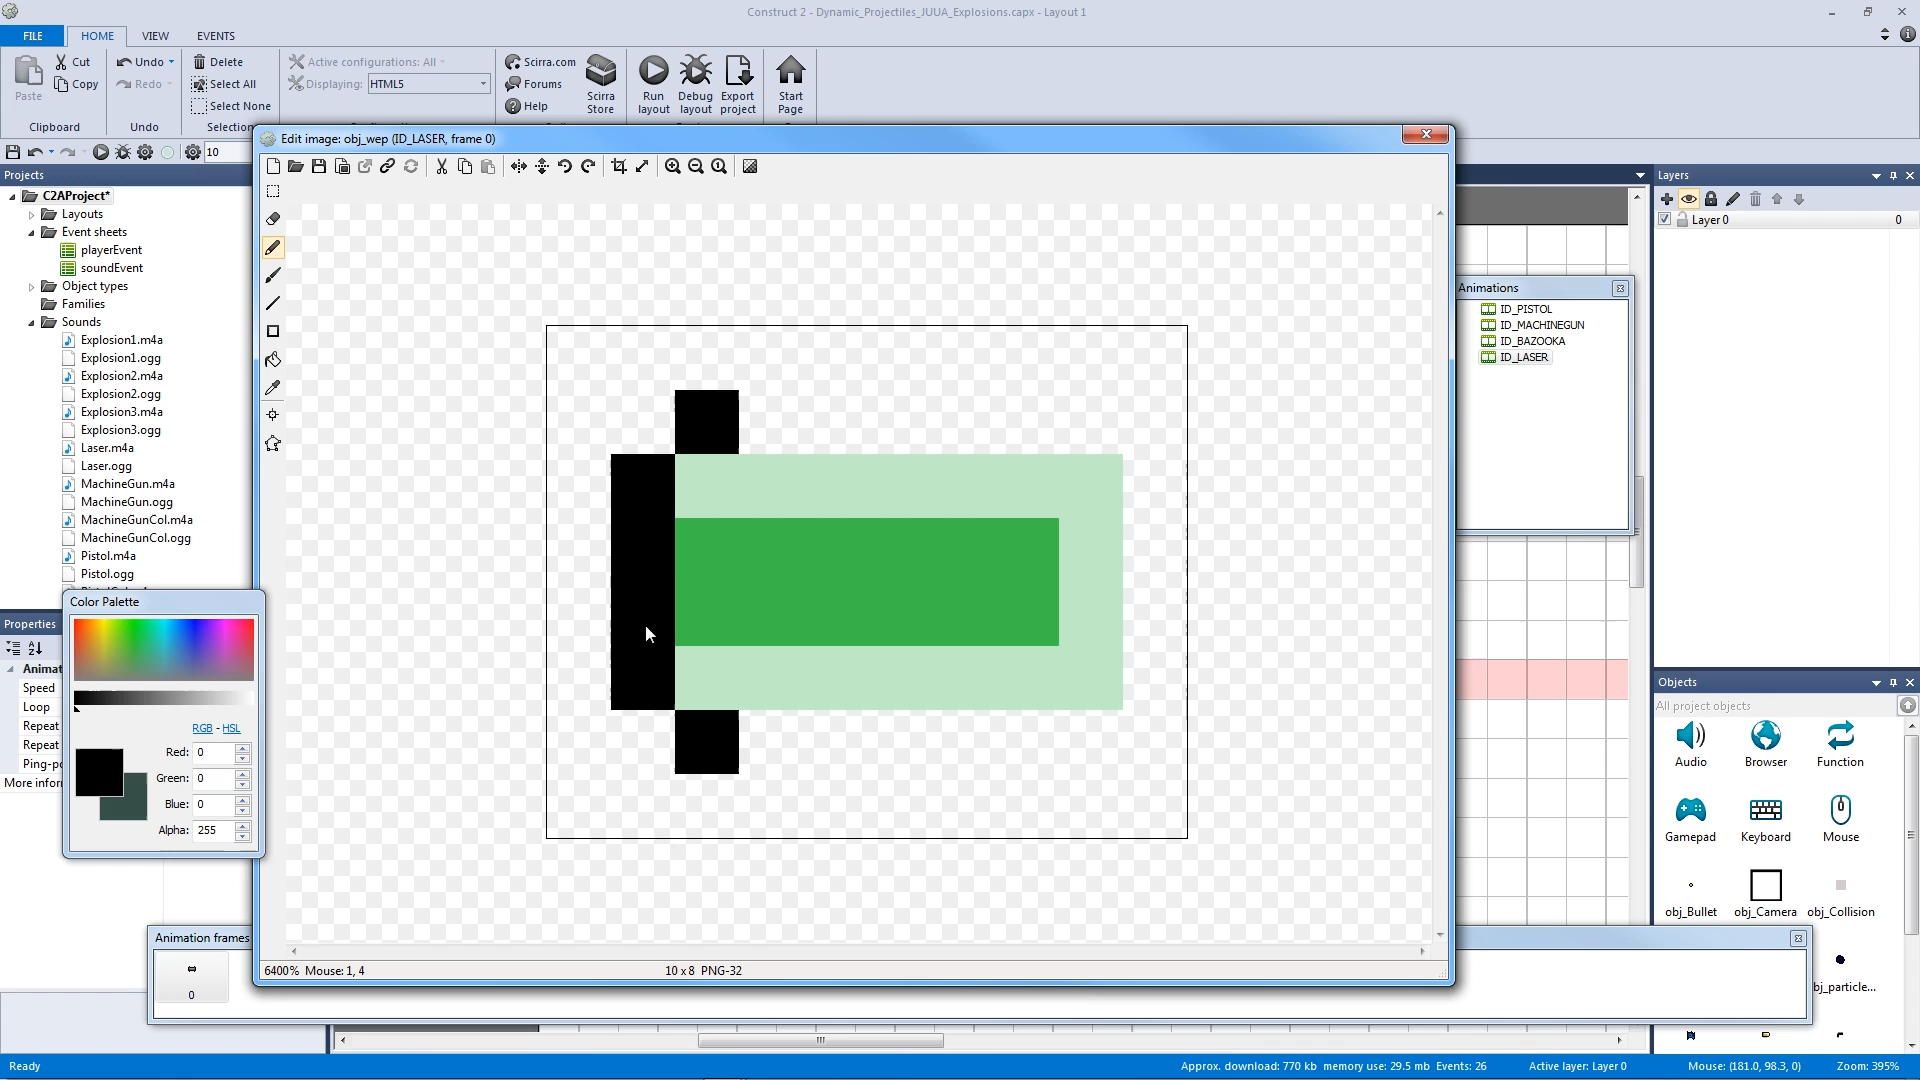 Construct 2 - Dynamic_Projectiles_JUUA_Explosions.capx - Layout 1
FILE HOME VIEW EVENTS
Paste Cut Copy
Undo Redo
Delete Select All Select None
Active configurations: All
Displaying: HTML5
Scirra.com
Forums
Help
Scirra Store
Run layout
Debug layout
Export project
Start Page
Clipboard Undo Selection
10
Edit image: obj_wep (ID_LASER, frame 0)
Projects
C2AProject*
Layouts
Event sheets
playerEvent
soundEvent
Object types
Families
Sounds
Explosion1.m4a
Explosion1.ogg
Explosion2.m4a
Explosion2.ogg
Explosion3.m4a
Explosion3.ogg
Laser.m4a
Laser.ogg
MachineGun.m4a
MachineGun.ogg
MachineGunCol.m4a
MachineGunCol.ogg
Pistol.m4a
Pistol.ogg
Color Palette
RGB - HSL
Red: 0
Green: 0
Blue: 0
Alpha: 255
Properties
Animat
Speed
Loop
Repeat
Repeat
Ping-po
More inforr
Animation frames
0
6400% Mouse: 1, 4
10 x 8 PNG-32
Animations
ID_PISTOL
ID_MACHINEGUN
ID_BAZOOKA
ID_LASER
Layers
Layer 0 0
Objects
All project objects
Audio Browser Function
Gamepad Keyboard Mouse
obj_Bullet obj_Camera obj_Collision
bj_particle...
Ready
Approx. download: 770 kb memory use: 29.5 mb Events: 26
Active layer: Layer 0
Mouse: (181.0, 98.3, 0)
Zoom: 395%